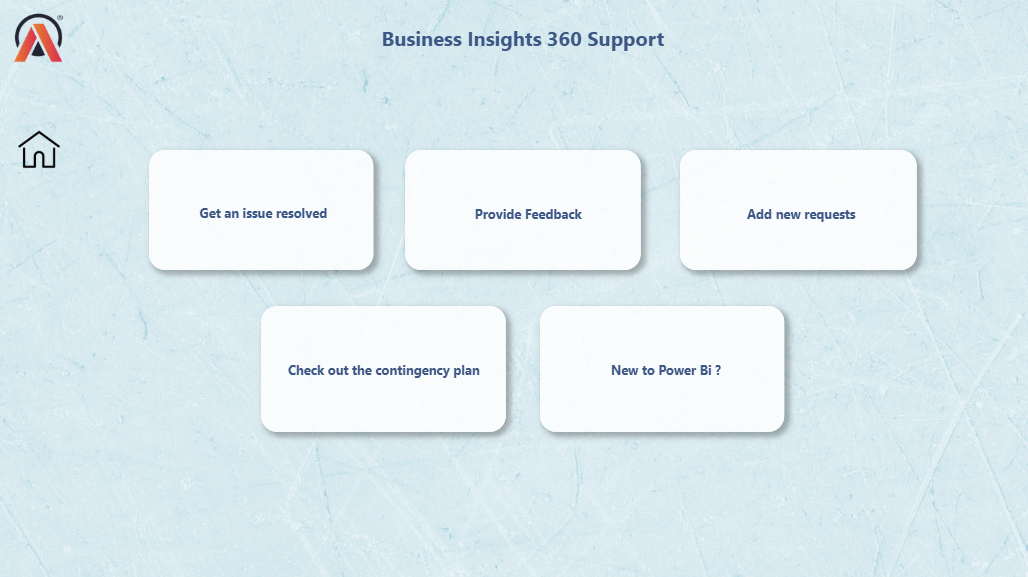 Business Insights 360 Support
Get an issue resolved
Provide Feedback
Add new requests
Check out the contingency plan
New to Power Bi ?